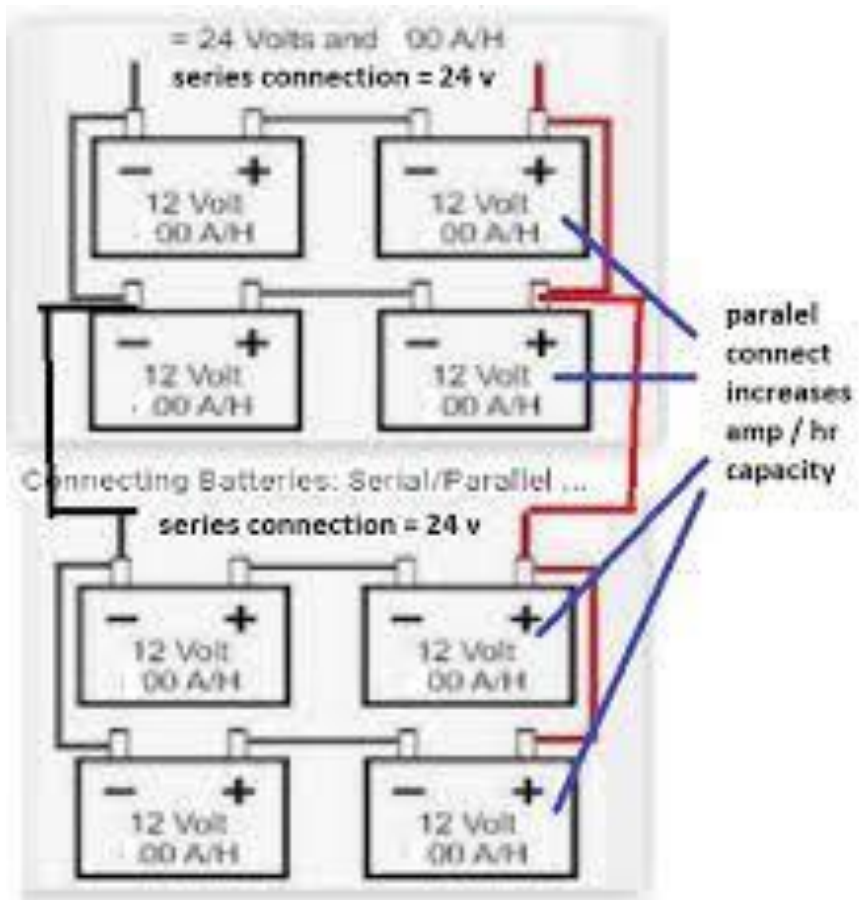 = 24 Volts and 00 A/H
series connection = 24 v
- + - +
12 Volt 12 Volt
00 A/H 00 A/H
- + - +
12 Volt 12 Volt
00 A/H 00 A/H
paralel
connect
increases
amp / hr
capacity
Connecting Batteries: Serial/Parallel ...
series connection = 24 v
- + - +
12 Volt 12 Volt
00 A/H 00 A/H
- + - +
12 Volt 12 Volt
00 A/H 00 A/H